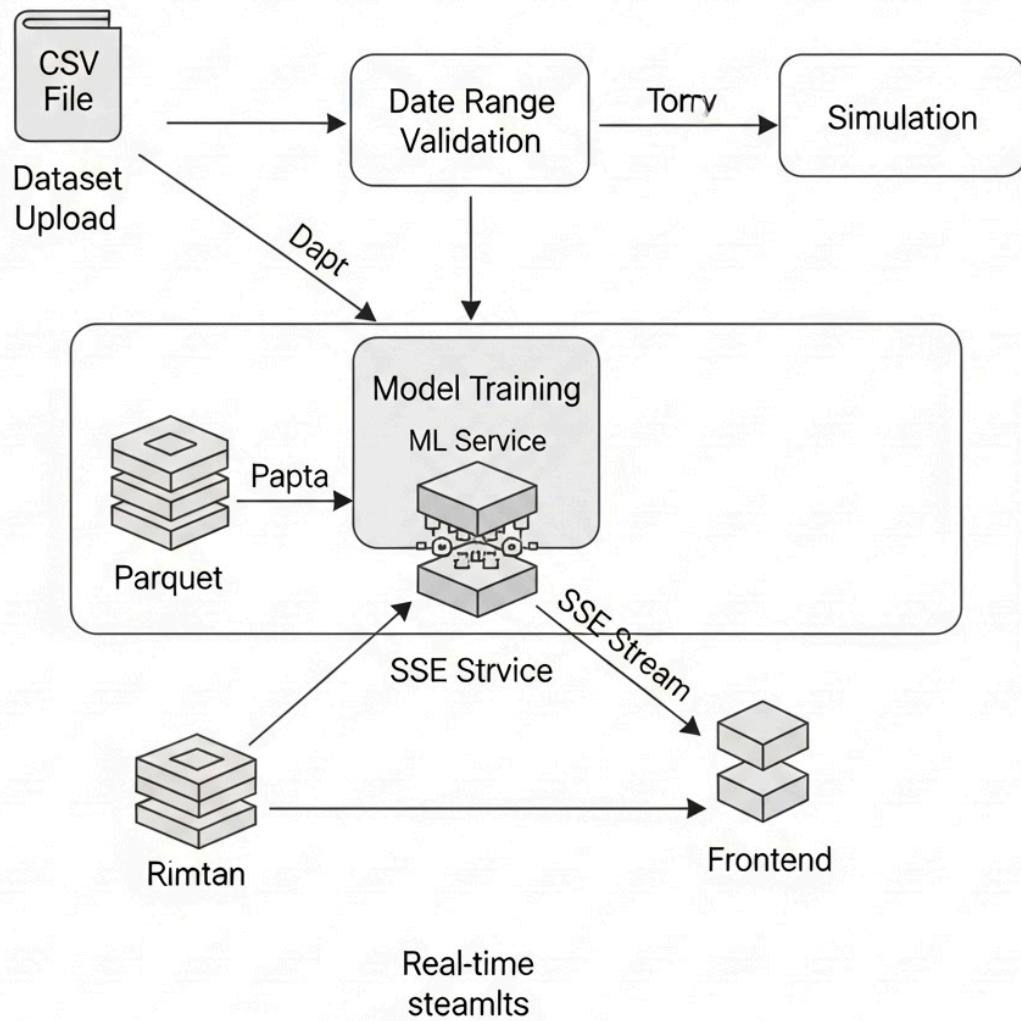 CSV
File
Dataset
Upload
Date Range
Validation
Torry
Simulation
Dapt
Model Training
ML Service
Papta
Parquet
SSE Stream
SSE Strvice
Rimtan
Frontend
Real-time
steamlts